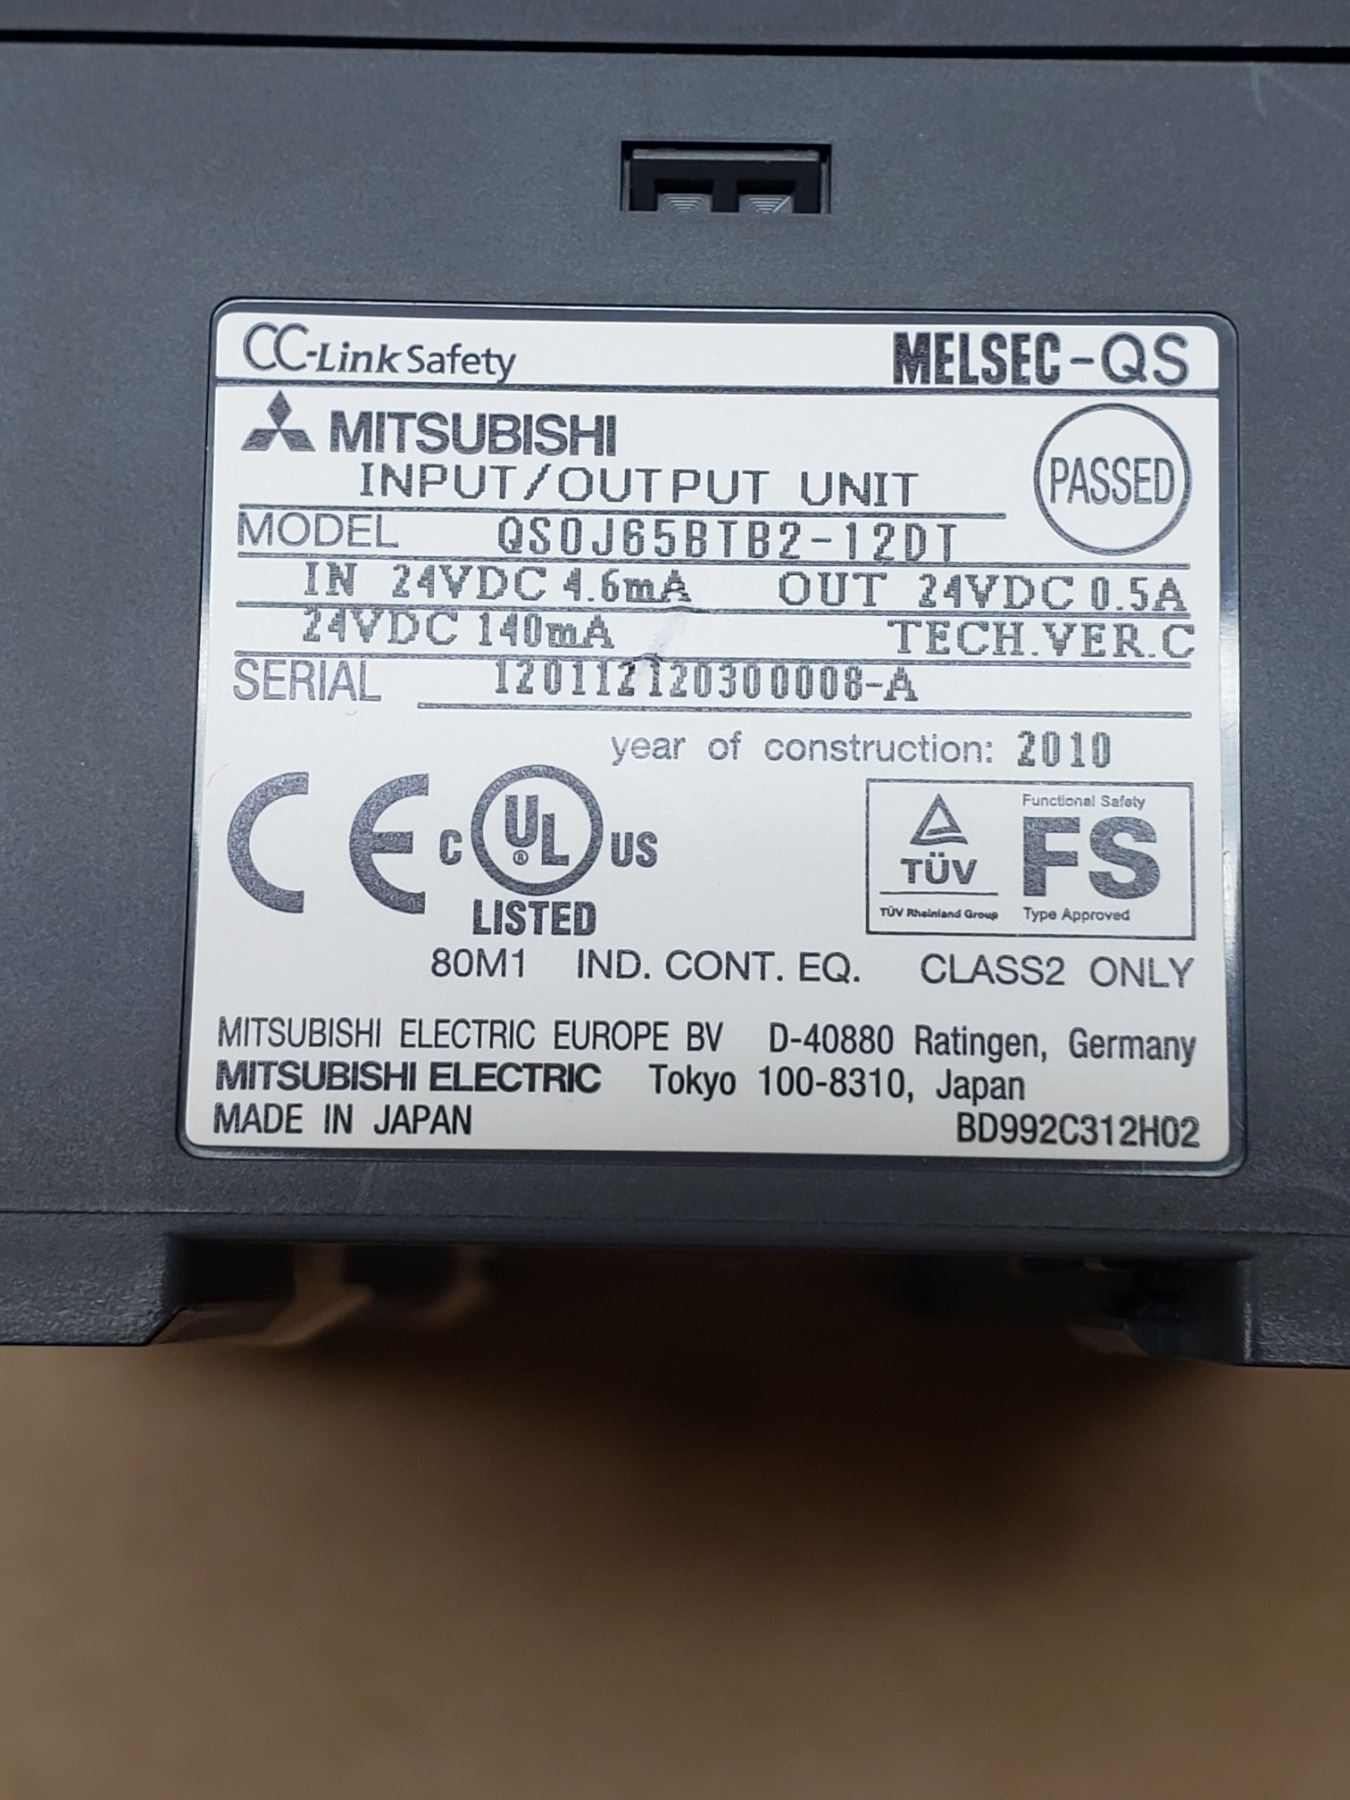 CC-Link Safety MELSEC-QS
MITSUBISHI
PASSED
INPUT/OUTPUT UNIT
MODEL QS0J65BTB2-12DT
IN 24VDC 4.6mA OUT 24VDC 0.5A
24VDC 140mA TECH.VER.C
SERIAL 120112120300008-A
year of construction: 2010
CE C UL ® US
LISTED
TÜV
TÜV Rheinland Group
Functional Safety
FS
Type Approved
80M1 IND. CONT. EQ. CLASS2 ONLY
MITSUBISHI ELECTRIC EUROPE BV D-40880 Ratingen, Germany
MITSUBISHI ELECTRIC Tokyo 100-8310, Japan
MADE IN JAPAN BD992C312H02